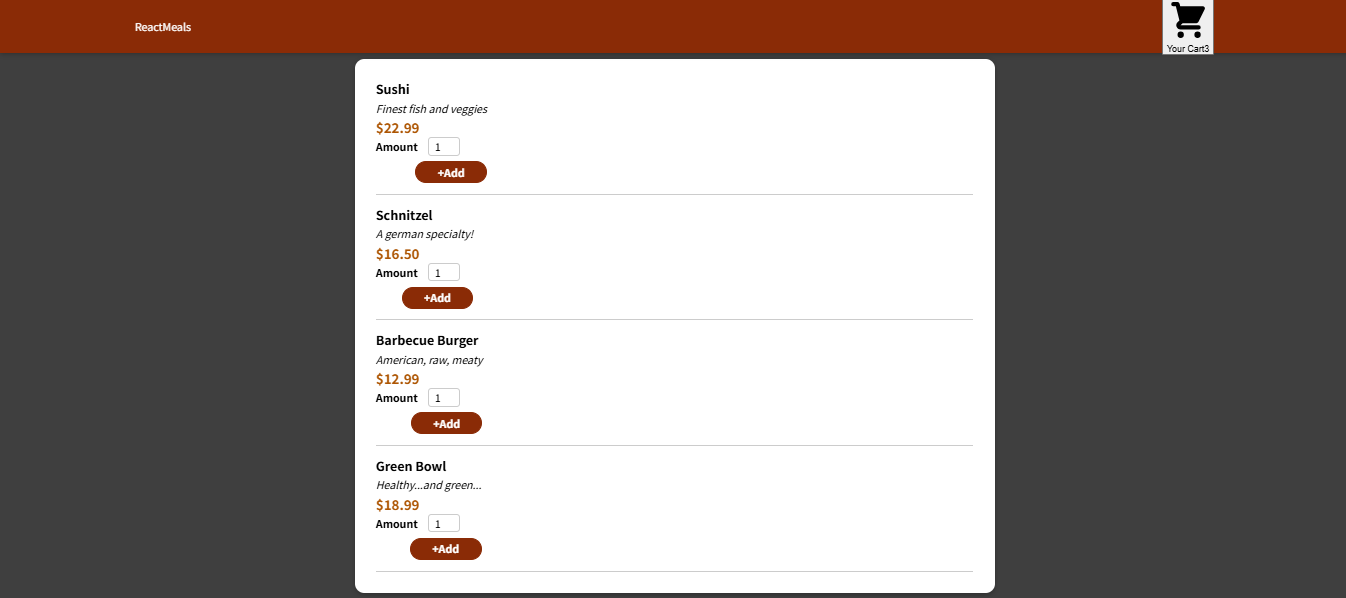 ReactMeals
Your Cart3
Sushi
Finest fish and veggies
$22.99
Amount 1
+Add
Schnitzel
A german specialty!
$16.50
Amount 1
+Add
Barbecue Burger
American, raw, meaty
$12.99
Amount 1
+Add
Green Bowl
Healthy...and green...
$18.99
Amount 1
+Add